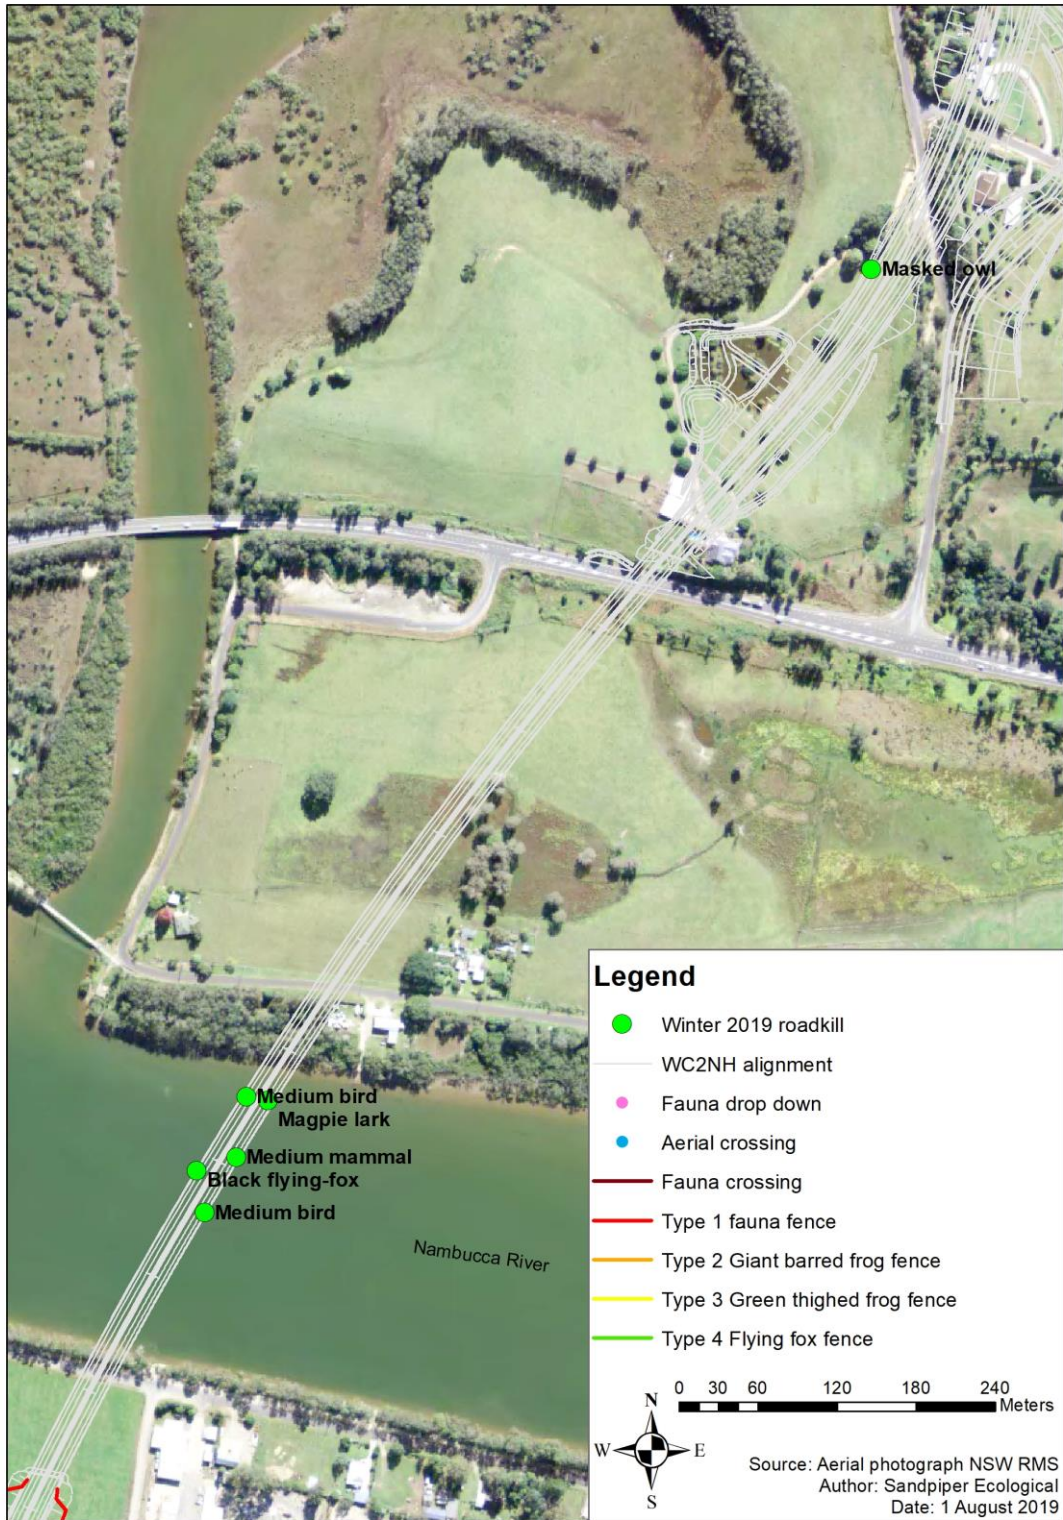 Masked owl
Medium bird
Magpie lark
Medium mammal
Black flying-fox
Medium bird
Nambucca River
Legend
Winter 2019 roadkill
WC2NH alignment
Fauna drop down
Aerial crossing
Fauna crossing
Type 1 fauna fence
Type 2 Giant barred frog fence
Type 3 Green thighed frog fence
Type 4 Flying fox fence
N
W E
S
0 30 60 120 180 240
Meters
Source: Aerial photograph NSW RMS
Author: Sandpiper Ecological
Date: 1 August 2019